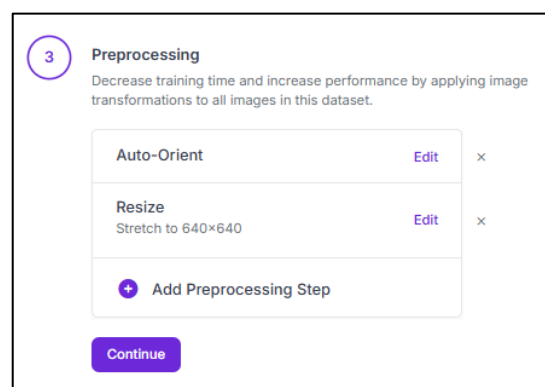 3
Preprocessing
Decrease training time and increase performance by applying image
transformations to all images in this dataset.
Auto-Orient
Edit
×
Resize
Stretch to 640×640
Edit
×
+
Add Preprocessing Step
Continue